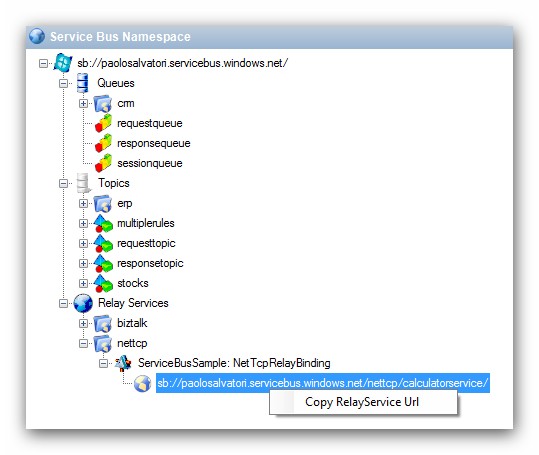 Service Bus Namespace
sb://paolosalvatori.servicebus.windows.net/
Queues
crm
requestqueue
responsequeue
sessionqueue
Topics
erp
multiplerules
requesttopic
responsetopic
stocks
Relay Services
biztalk
nettcp
ServiceBusSample: NetTcpRelayBinding
sb://paolosalvatori.servicebus.windows.net/nettcp/calculatorservice/
Copy RelayService Url